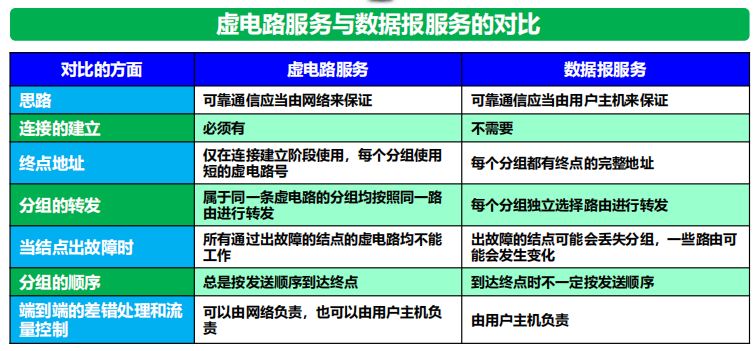 虚电路服务与数据报服务的对比
对比的方面
虚电路服务
数据报机服务
思路
可靠通信应当由网络来保证
可靠通信应当由用户主机来保证
连接的建立
必须有
不需要
终点地址
仅在连接建立阶段使用，每个分组使用
短的虚电路号
每个分组都有终点的完整地址
分组的转发
属于同一条虚电路的分组均按照同一路
由进行转发
每个分组独立选择路由进行转发
当结点出故障时
所有通过出故障的结点的虚电路均不能
工作
出故障的结点可能会丢失分组，一些路由可
能会发生变化
分组的顺序
总是按发送顺序到达终点
到达终点时不一定按发送顺序
端到端的差错处理和流
量控制
可以由网络负责，也可以由用户主机负
责
由用户主机负责